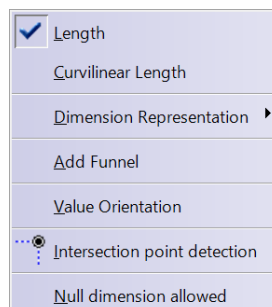 Length
Curvilinear Length
Dimension Representation
Add Funnel
Value Orientation
Intersection point detection
Null dimension allowed